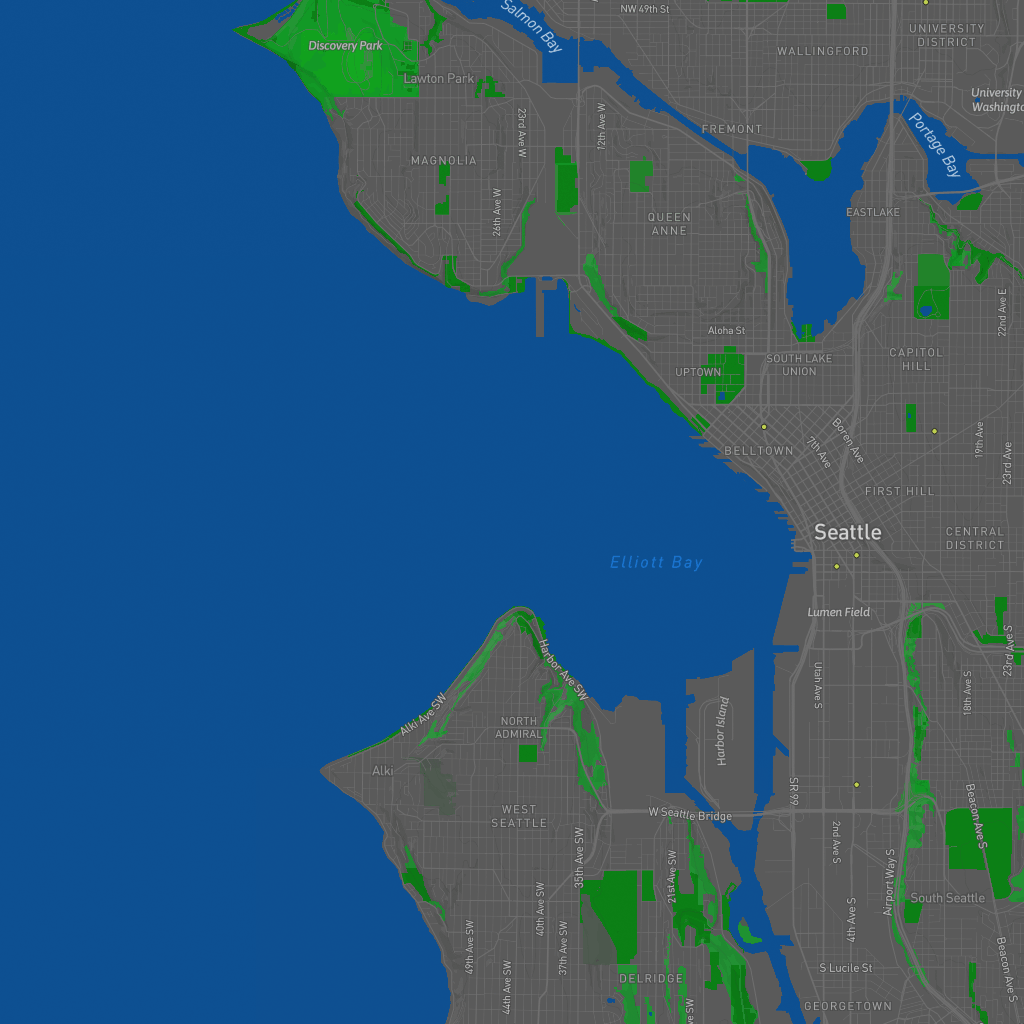 Salmon Bay
NW 49th St
UNIVERSITY
DISTRICT
WALLINGFORD
Discovery Park
Lawton Park
University
Washingto
Portage Bay
23rd Ave W
12th Ave W
FREMONT
MAGNOLIA
26th Ave W
QUEEN
ANNE
EASTLAKE
22nd Ave E
Aloha St
SOUTH LAKE
UNION
CAPITOL
HILL
UPTOWN
Boren Ave
7th Ave
19th Ave
23rd Ave
BELLTOWN
FIRST HILL
Seattle
CENTRAL
DISTRICT
Elliott Bay
Lumen Field
Harbor Ave SW
23rd Ave S
Utah Ave S
18th Ave S
Alki Ave SW
NORTH
ADMIRAL
Harbor Island
Alki
SR 99
WEST
SEATTLE
W Seattle Bridge
2nd Ave S
Beacon Ave S
35th Ave SW
21st Ave SW
Airport Way S
South Seattle
40th Ave SW
4th Ave S
49th Ave SW
37th Ave SW
44th Ave SW
DELRIDGE
S Lucile St
Beacon Ave S
ve SW
GEORGETOWN